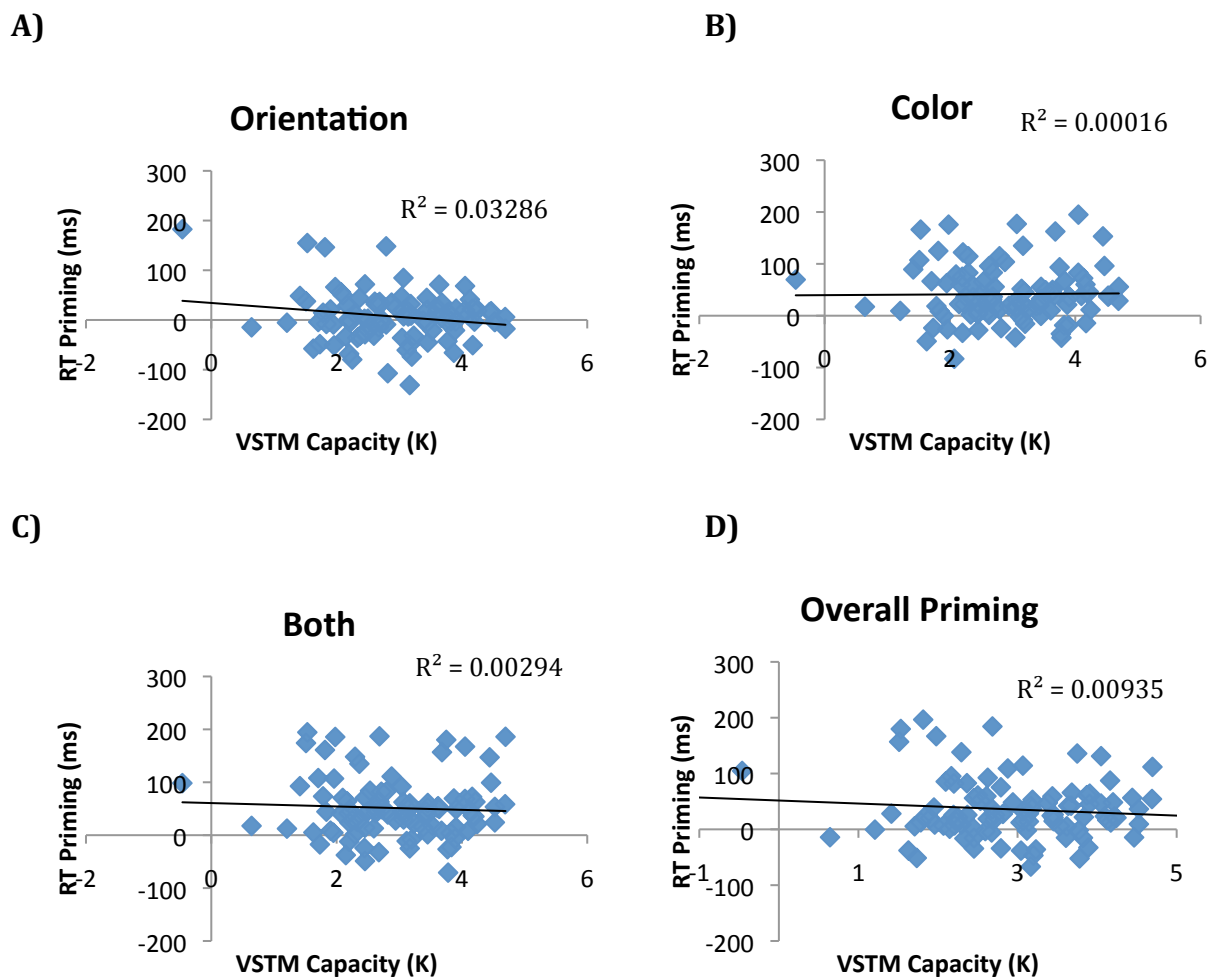 A)
Orientation
R² = 0.03286
300
200
100
0
-100
-200
-2
0
2
4
6
RT Priming (ms)
VSTM Capacity (K)
B)
Color
R² = 0.00016
300
200
100
0
-100
-200
-2
0
2
4
6
RT Priming (ms)
VSTM Capacity (K)
C)
Both
R² = 0.00294
300
200
100
0
-100
-200
-2
0
2
4
6
RT Priming (ms)
VSTM Capacity (K)
D)
Overall Priming
R² = 0.00935
300
200
100
0
-100
-200
-1
1
3
5
RT Priming (ms)
VSTM Capacity (K)